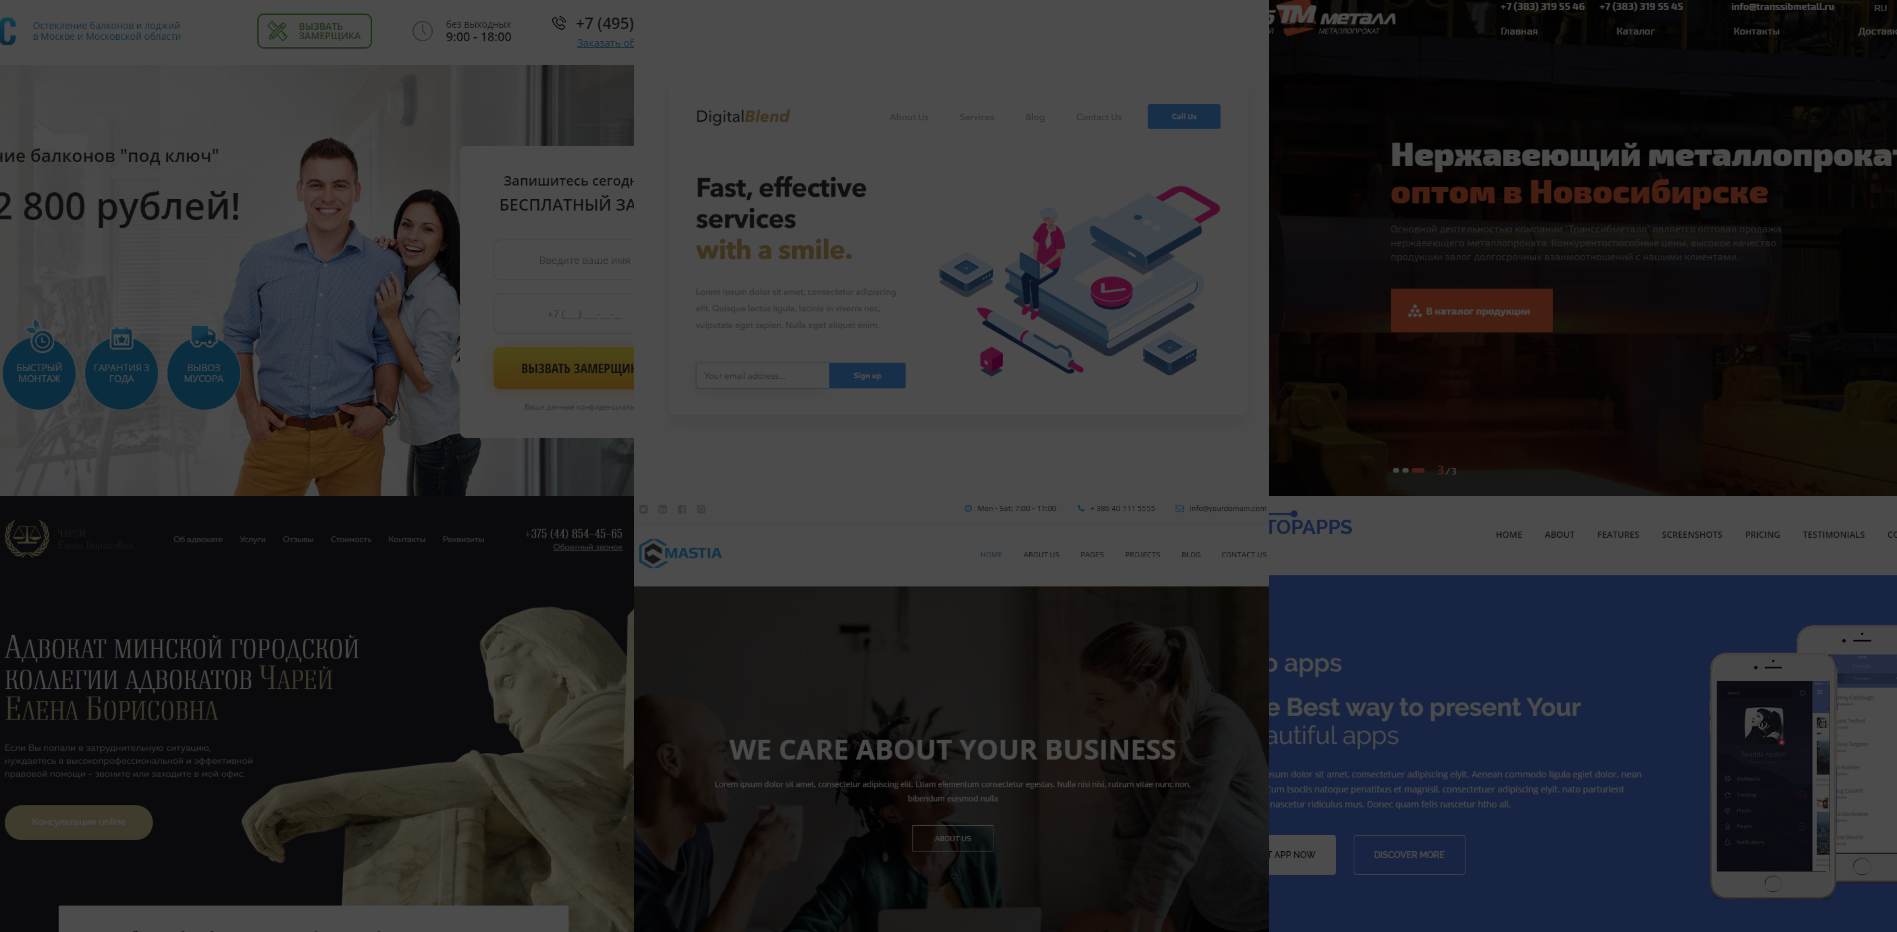 Остекление балконов и лоджий
в Москве и Московской области
ВЫЗВАТЬ
ЗАМЕРЩИКА
без выходных
9:00 - 18:00
+7 (495)
Заказать об
ние балконов "под ключ"
2 800 рублей!
Запишитесь сегодн
БЕСПЛАТНЫЙ ЗА
Введите ваше имя
+7 (___) ___-__-__
ВЫЗВАТЬ ЗАМЕРЩИК
Ваши данные конфиденциаль
БЫСТРЫЙ
МОНТАЖ
ГАРАНТИЯ 3
ГОДА
ВЫВОЗ
МУСОРА
DigitalBlend
About Us
Services
Blog
Contact Us
Call Us
Fast, effective
services
with a smile.
Lorem ipsum dolor sit amet, consectetur adipiscing
elit. Quisque lectus ligula, lacinia in viverra nec,
vulputate eget sapien. Nulla eget aliquet enim.
Your email address...
Sign up
ТМ МЕТАЛЛ
МЕТАЛЛОПРОКАТ
+7 (383) 319 55 46
+7 (383) 319 55 45
info@transsibmetall.ru
RU
Главная
Каталог
Контакты
Доставк
Нержавеющий металлопрокат
оптом в Новосибирске
Основной деятельностью компании "Транссибметалл" является оптовая продажа
нержавеющего металлопроката. Конкурентоспособные цены, высокое качество
продукции залог долгосрочных взаимоотношений с нашими клиентами.
В каталог продукции
3/3
ЧАРЕЙ
Елена Борисовна
Об адвокате
Услуги
Отзывы
Стоимость
Контакты
Реквизиты
+375 (44) 854-45-65
Обратный звонок
Адвокат минской городской
коллегии адвокатов Чарей
Елена Борисовна
Если Вы попали в затруднительную ситуацию,
нуждаетесь в высокопрофессиональной и эффективной
правовой помощи - звоните или заходите в мой офис.
Консультация online
Mon - Sat: 7:00 - 17:00
+ 386 40 111 5555
info@yourdomain.com
MASTIA
HOME
ABOUT US
PAGES
PROJECTS
BLOG
CONTACT US
WE CARE ABOUT YOUR BUSINESS
Lorem ipsum dolor sit amet, consectetur adipiscing elit. Etiam elementum consectetur egestas. Nulla nisi nisi, rutrum vitae nunc non,
bibendum euismod nulla
ABOUT US
TOPAPPS
HOME
ABOUT
FEATURES
SCREENSHOTS
PRICING
TESTIMONIALS
CO
p apps
e Best way to present Your
autiful apps
sum dolor sit amet, consectetuer adipiscing elyit. Aenean commodo ligula egiet dolor. nean
Cum tsociis natoque penatibus et magnisil. consectetuer adipiscing elyit. nato parturient
nascetur ridiculus mus. Donec quam felis nascetur htho all.
T APP NOW
DISCOVER MORE